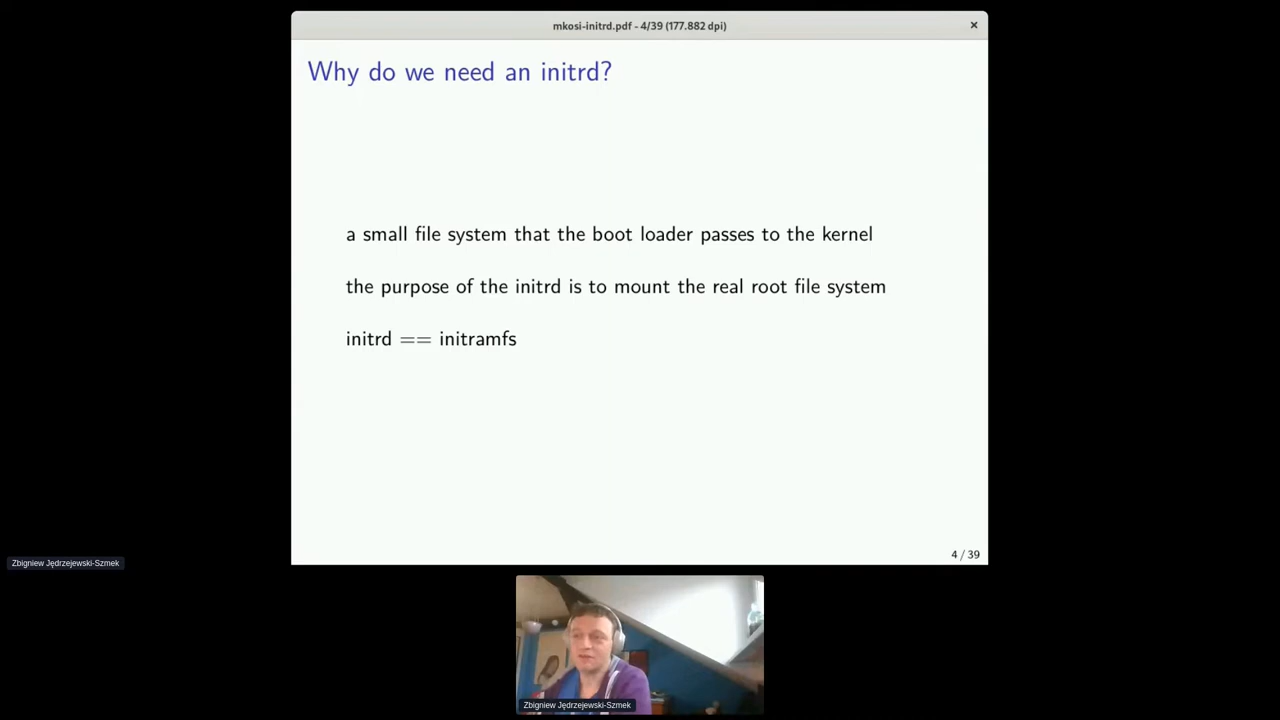 mkosi-initrd.pdf - 4/39 (177.882 dpi)
Why do we need an initrd?
a small file system that the boot loader passes to the kernel
the purpose of the initrd is to mount the real root file system
initrd == initramfs
4 / 39
Zbigniew Jędrzejewski-Szmek
Zbigniew Jędrzejewski-Szmek